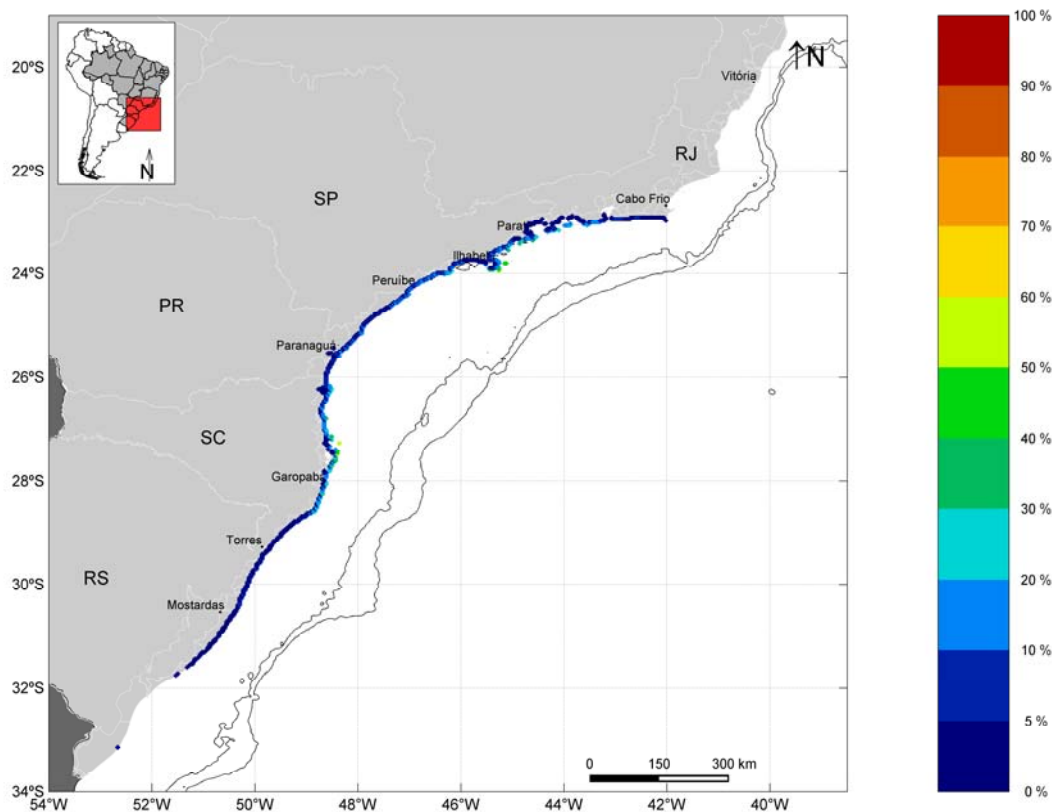 N
N
20°S
22°S
24°S
26°S
28°S
30°S
32°S
34°S
54°W
52°W
50°W
48°W
46°W
44°W
42°W
40°W
Vitória
RJ
Cabo Frio
SP
Parat
Ilhabel
Peruíbe
PR
Paranaguá
SC
Garopaba
Torres
RS
Mostardas
0 150 300 km
100 %
90 %
80 %
70 %
60 %
50 %
40 %
30 %
20 %
10 %
5 %
0 %